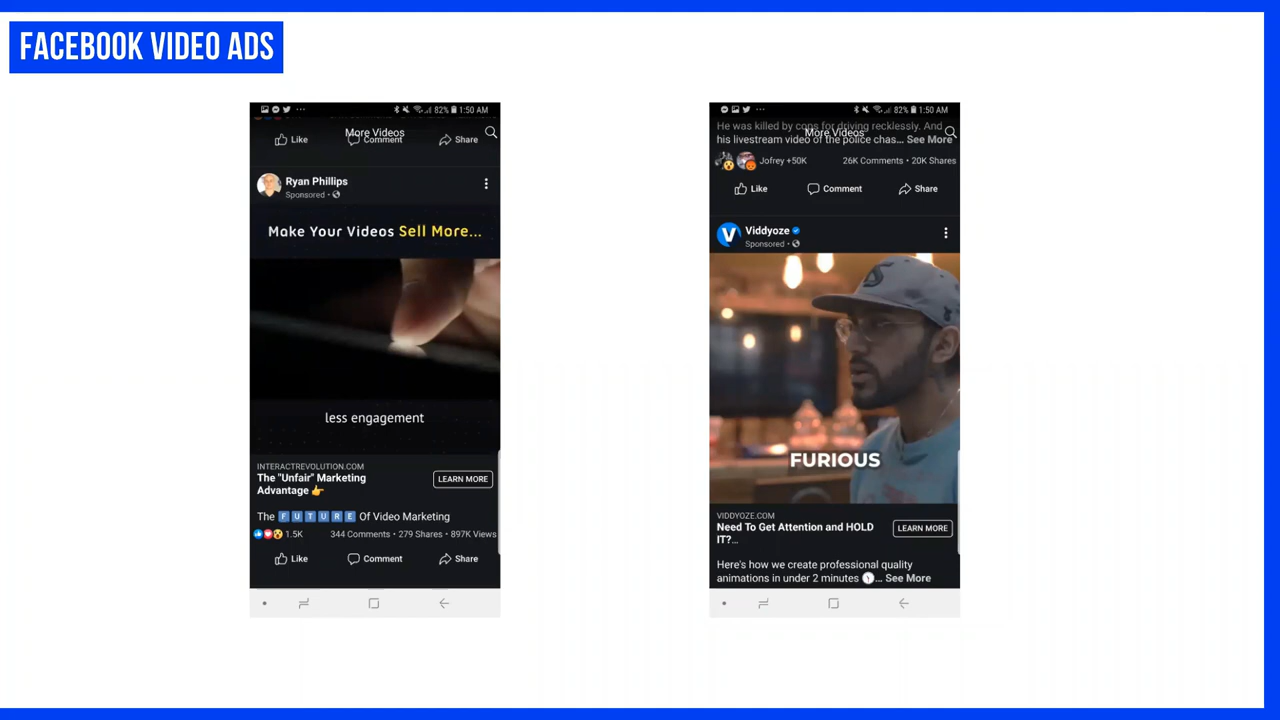 FACEBOOK VIDEO ADS
82% 1:50 AM
More Videos
Like Comment Share
Ryan Phillips
Sponsored •
Make Your Videos Sell More...
less engagement
INTERACTREVOLUTION.COM
The "Unfair" Marketing
Advantage 👉
LEARN MORE
The 🇫 🇺 🇹 🇺 🇷 🇪 Of Video Marketing
1.5K 344 Comments • 279 Shares • 897K Views
Like Comment Share
82% 1:50 AM
He was killed by cops for driving recklessly. And
More Videos
his livestream video of the police chas... See More
Jofrey +50K 26K Comments • 20K Shares
Like Comment Share
Viddyoze
Sponsored •
FURIOUS
VIDDYOZE.COM
Need To Get Attention and HOLD
IT?...
LEARN MORE
Here's how we create professional quality
animations in under 2 minutes 🕦... See More